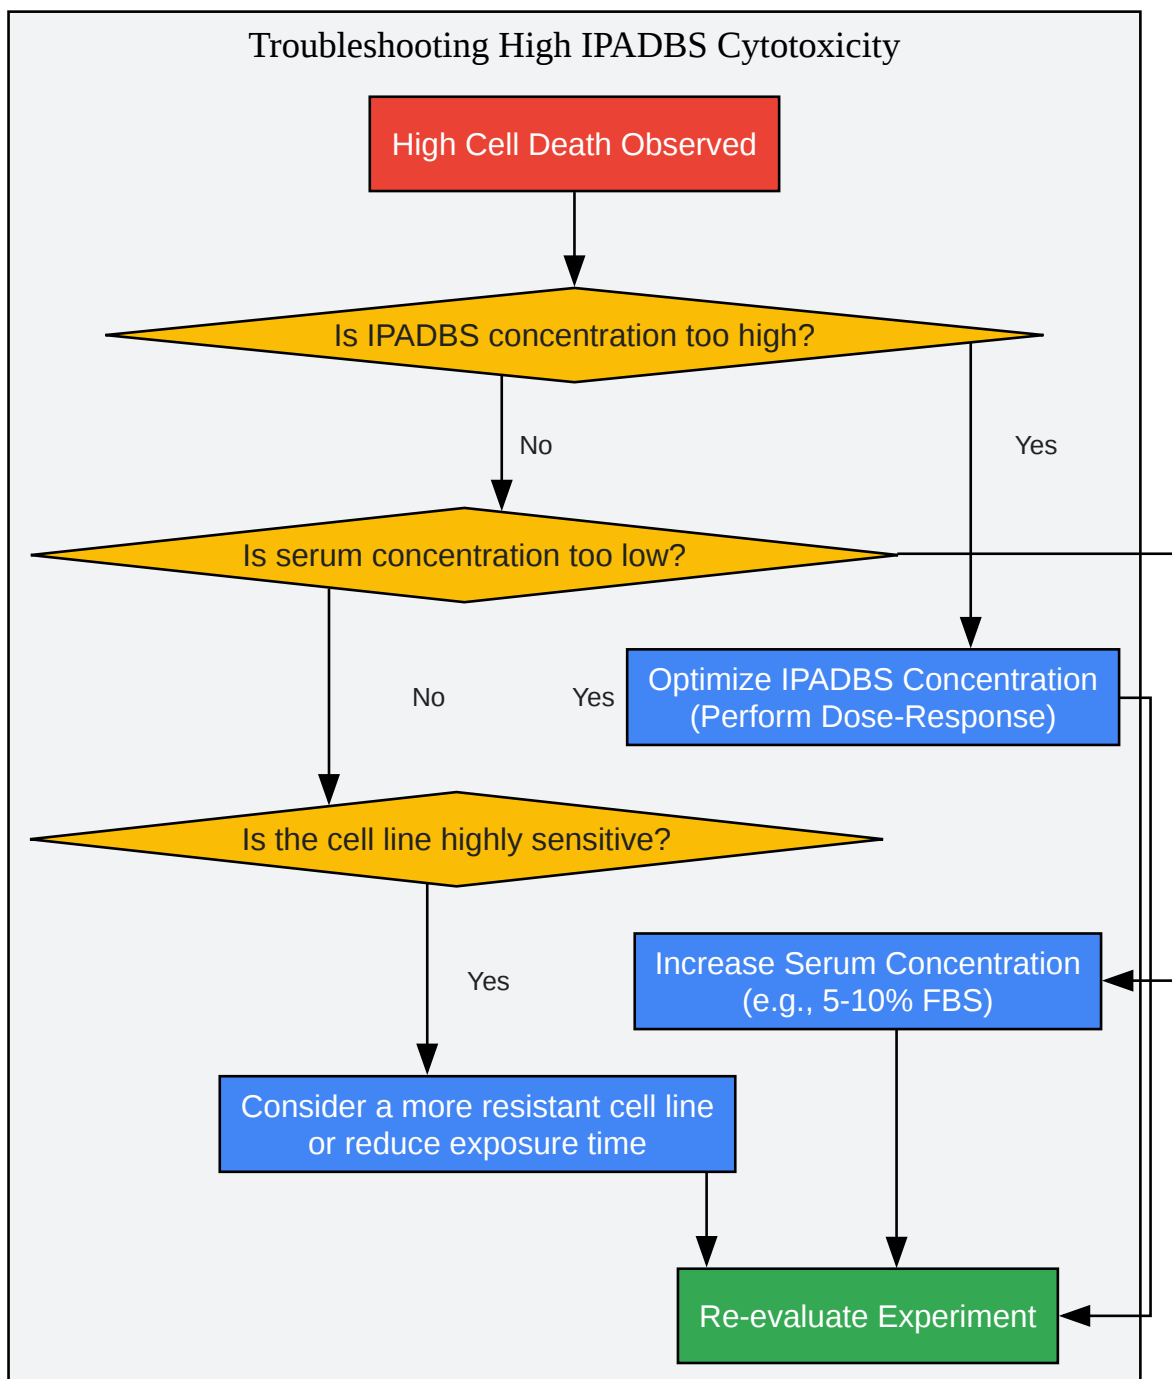 Troubleshooting High IPADBS Cytotoxicity
High Cell Death Observed
Is IPADBS concentration too high?
No
Yes
Is serum concentration too low?
No
Yes
Optimize IPADBS Concentration
(Perform Dose-Response)
Is the cell line highly sensitive?
Yes
Increase Serum Concentration
(e.g., 5-10% FBS)
Consider a more resistant cell line
or reduce exposure time
Re-evaluate Experiment